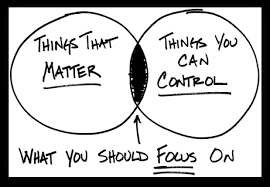 THINGS THAT
MATTER
THINGS YOU
CAN
CONTROL
WHAT YOU SHOULD FOCUS ON